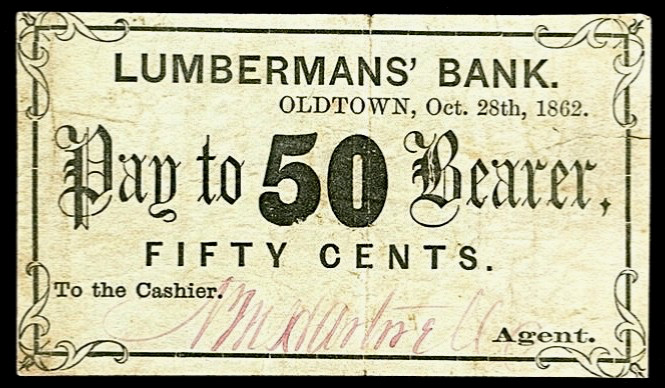 LUMBERMANS' BANK.
OLDTOWN, Oct. 28th, 1862.
Pay to 50 Bearer,
FIFTY CENTS.
To the Cashier.
Agent.